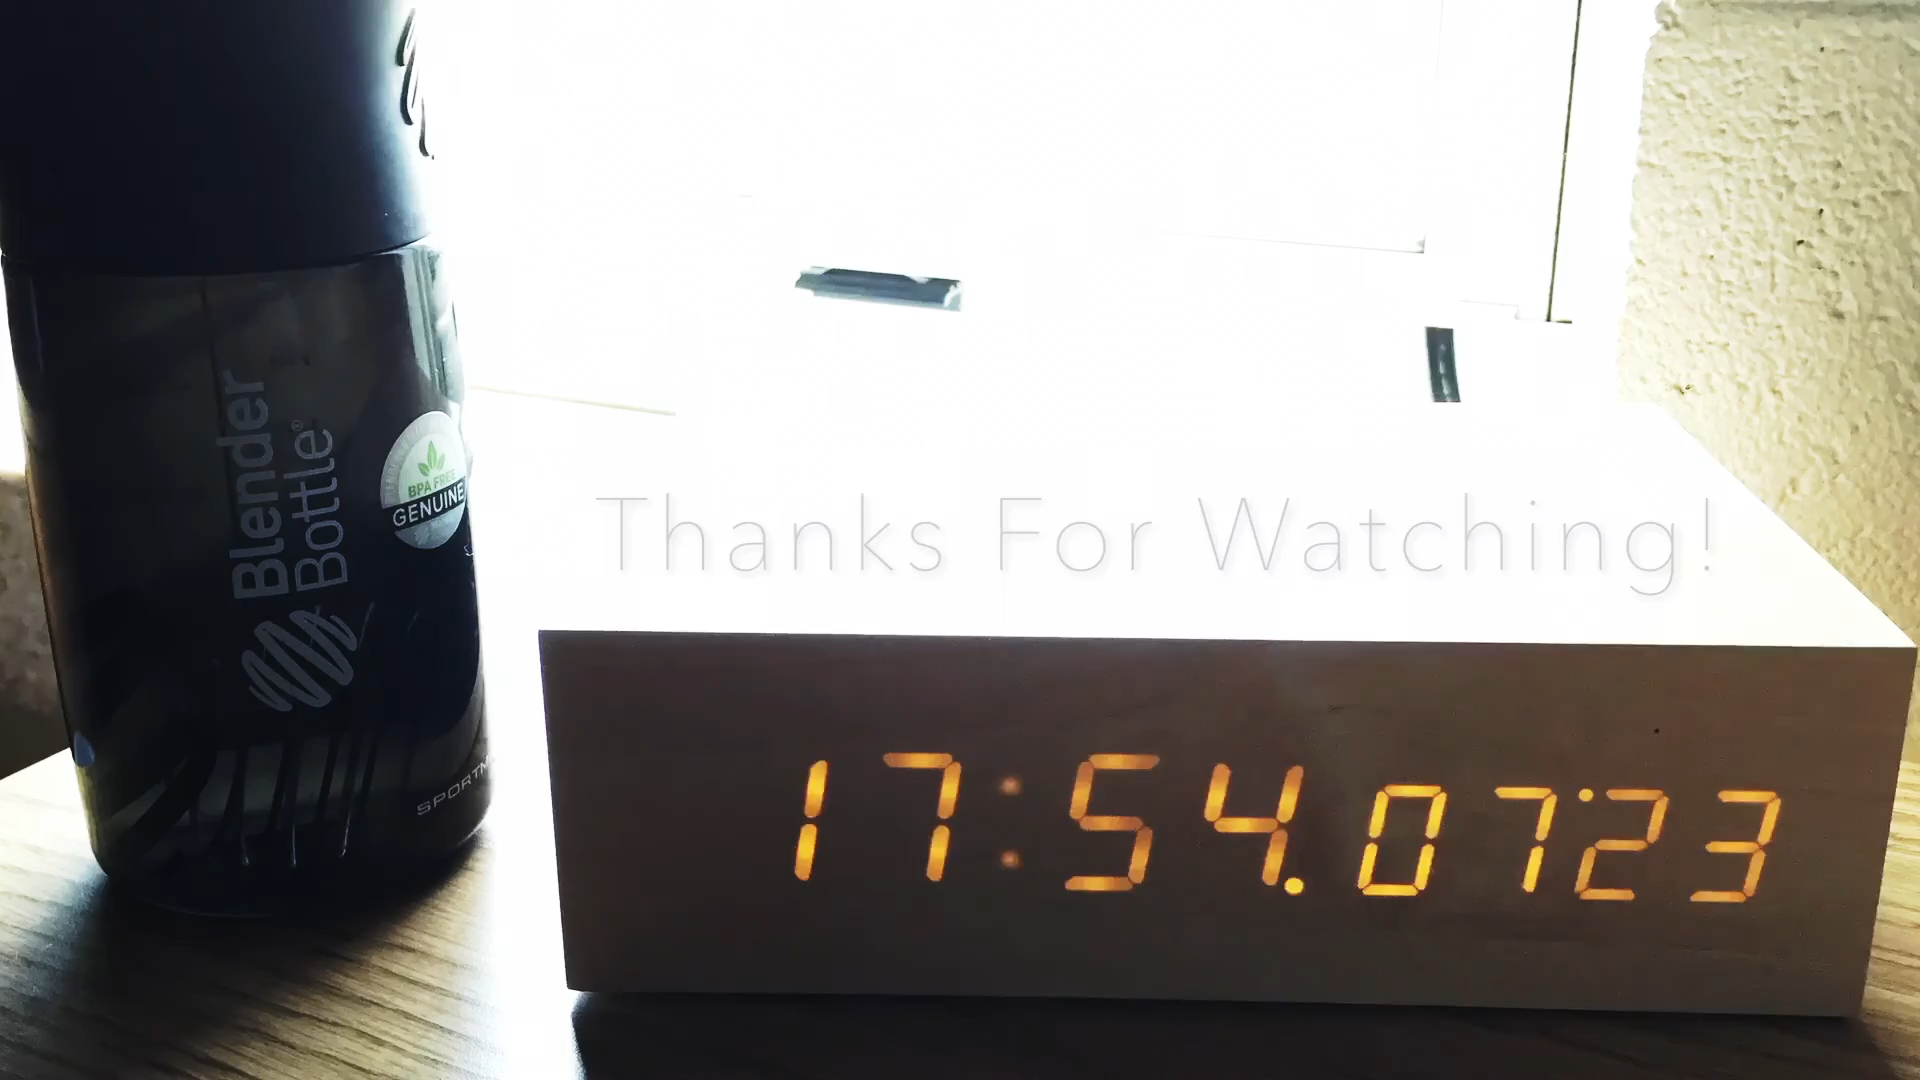 Blender
Bottle®
BPA FREE
GENUINE
SPORTM
Thanks For Watching!
17:54.07:23